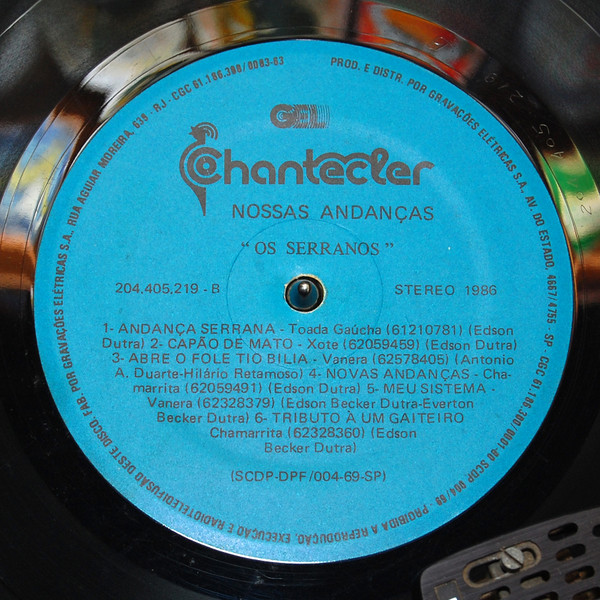 FAB. POR GRAVAÇÕES ELÉTRICAS S.A., RUA AGUIAR MOREIRA, 638 - RJ - CGC 61.186.300/0083-63
PROD. E DISTR. POR GRAVAÇÕES ELÉTRICAS S.A. AV. DO ESTADO, 4667/4755 - SP - CGC 61.186.300/0001-00 SCDP 004/69 - PROIBIDA A REPRODUÇÃO, EXECUÇÃO E RADIOTELEDIFUSÃO DESTE DISCO.
Chantecler
NOSSAS ANDANÇAS
“OS SERRANOS”
204.405.219 - B
STEREO 1986
1- ANDANÇA SERRANA - Toada Gaúcha (61210781) (Edson
Dutra) 2- CAPÃO DE MATO - Xote (62059459) (Edson Dutra)
3- ABRE O FOLE TIO BILIA - Vanera (62578405) (Antonio
A. Duarte-Hilário Retamoso) 4- NOVAS ANDANÇAS - Cha-
marrita (62059491) (Edson Dutra) 5- MEU SISTEMA -
Vanera (62328379) (Edson Becker Dutra-Everton
Becker Dutra) 6- TRIBUTO À UM GAITEIRO
Chamarrita (62328360) (Edson
Becker Dutra)
(SCDP-DPF/004-69-SP)